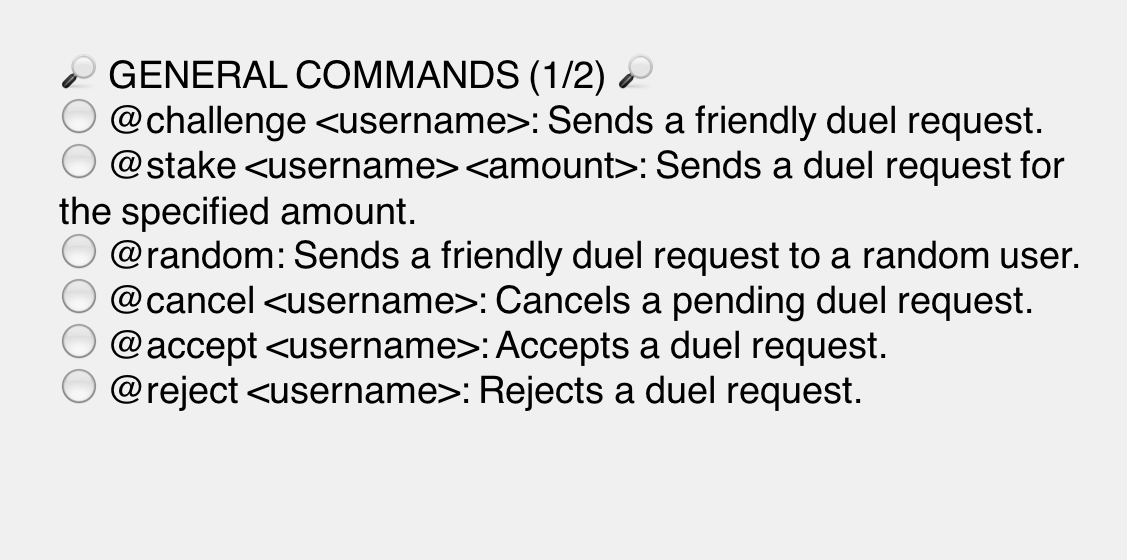 🔎 GENERAL COMMANDS (1/2) 🔎
⚪ @challenge <username>: Sends a friendly duel request.
⚪ @stake <username> <amount>: Sends a duel request for
the specified amount.
⚪ @random: Sends a friendly duel request to a random user.
⚪ @cancel <username>: Cancels a pending duel request.
⚪ @accept <username>: Accepts a duel request.
⚪ @reject <username>: Rejects a duel request.